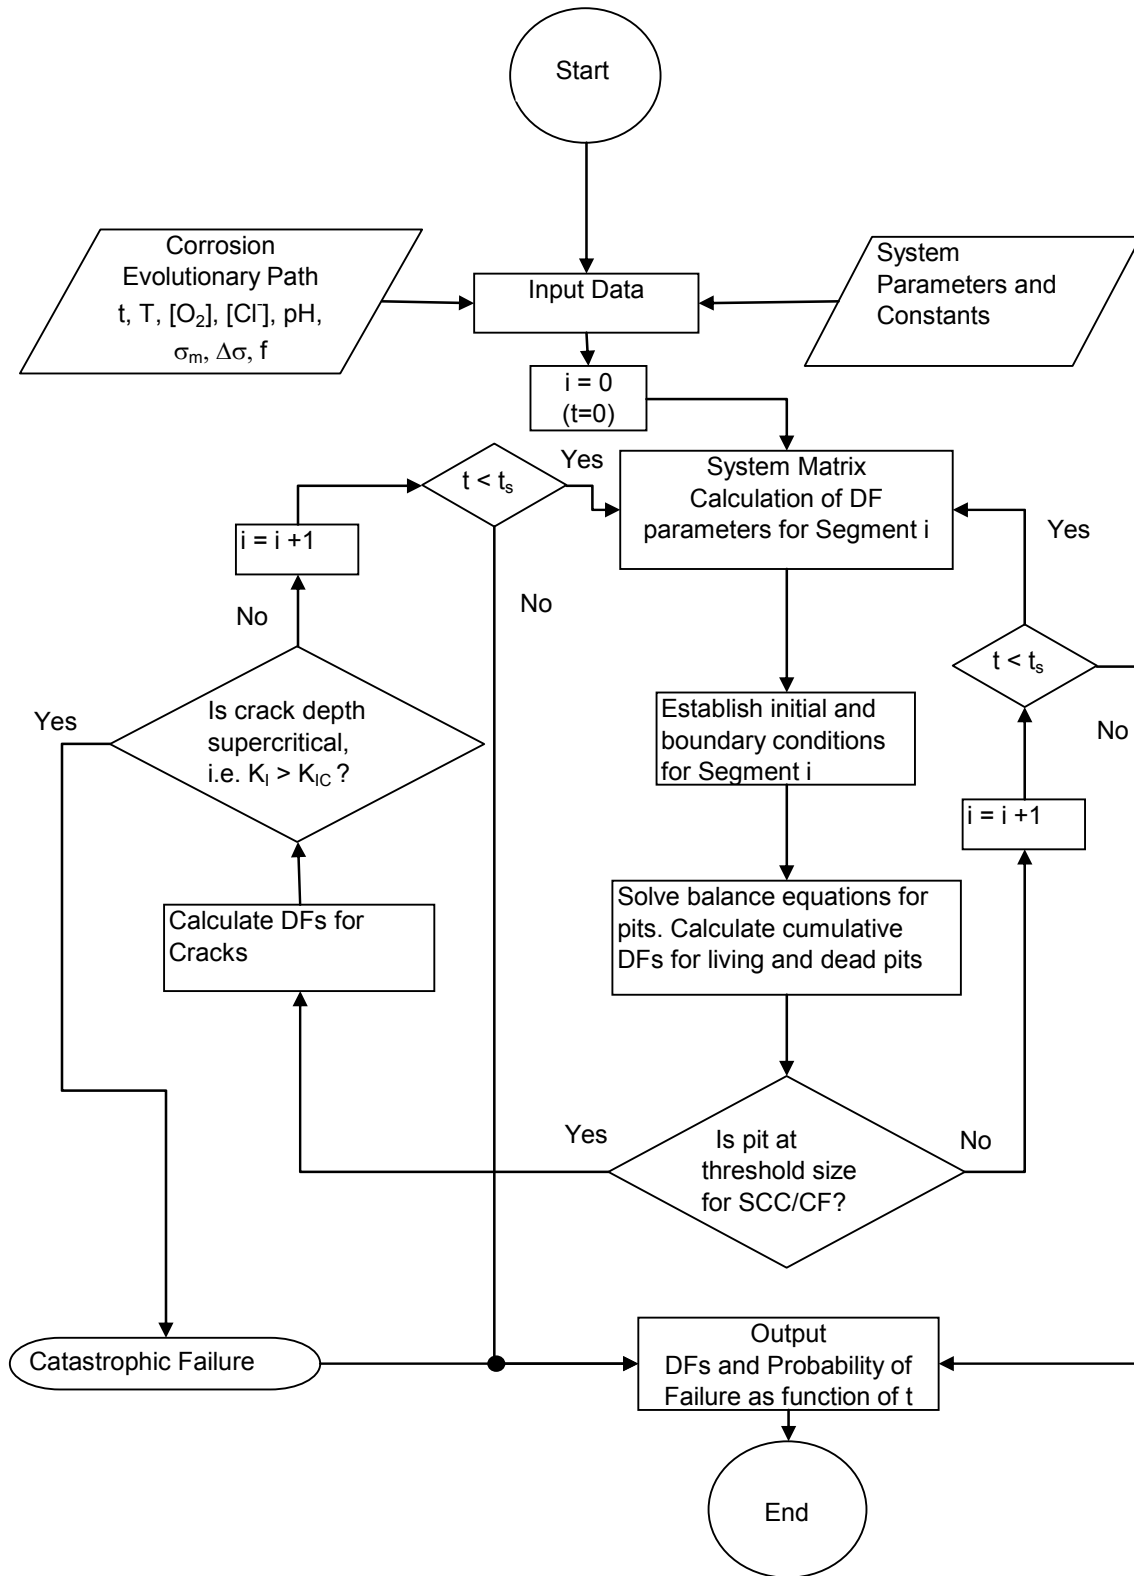 Start
Corrosion
Evolutionary Path
t, T, [O₂], [Cl⁻], pH,
σₘ, Δσ, f
Input Data
System
Parameters and
Constants
i = 0
(t=0)
t < tₛ
Yes
System Matrix
Calculation of DF
parameters for Segment i
i = i +1
Yes
No
No
t < tₛ
Yes
Is crack depth
supercritical,
i.e. K_I > K_IC ?
Establish initial and
boundary conditions
for Segment i
No
i = i +1
Calculate DFs for
Cracks
Solve balance equations for
pits. Calculate cumulative
DFs for living and dead pits
Yes
Is pit at
threshold size
for SCC/CF?
No
Catastrophic Failure
Output
DFs and Probability of
Failure as function of t
End